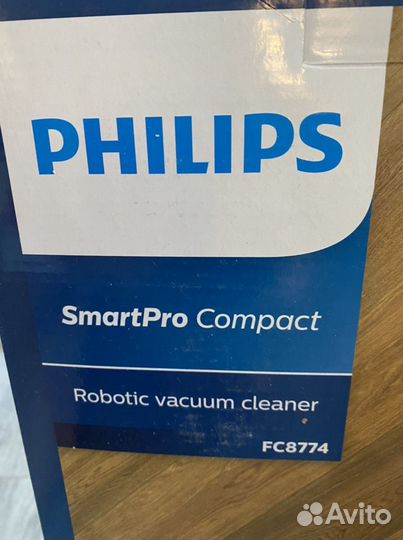 PHILIPS
SmartPro Compact
Robotic vacuum cleaner
FC8774
Avito